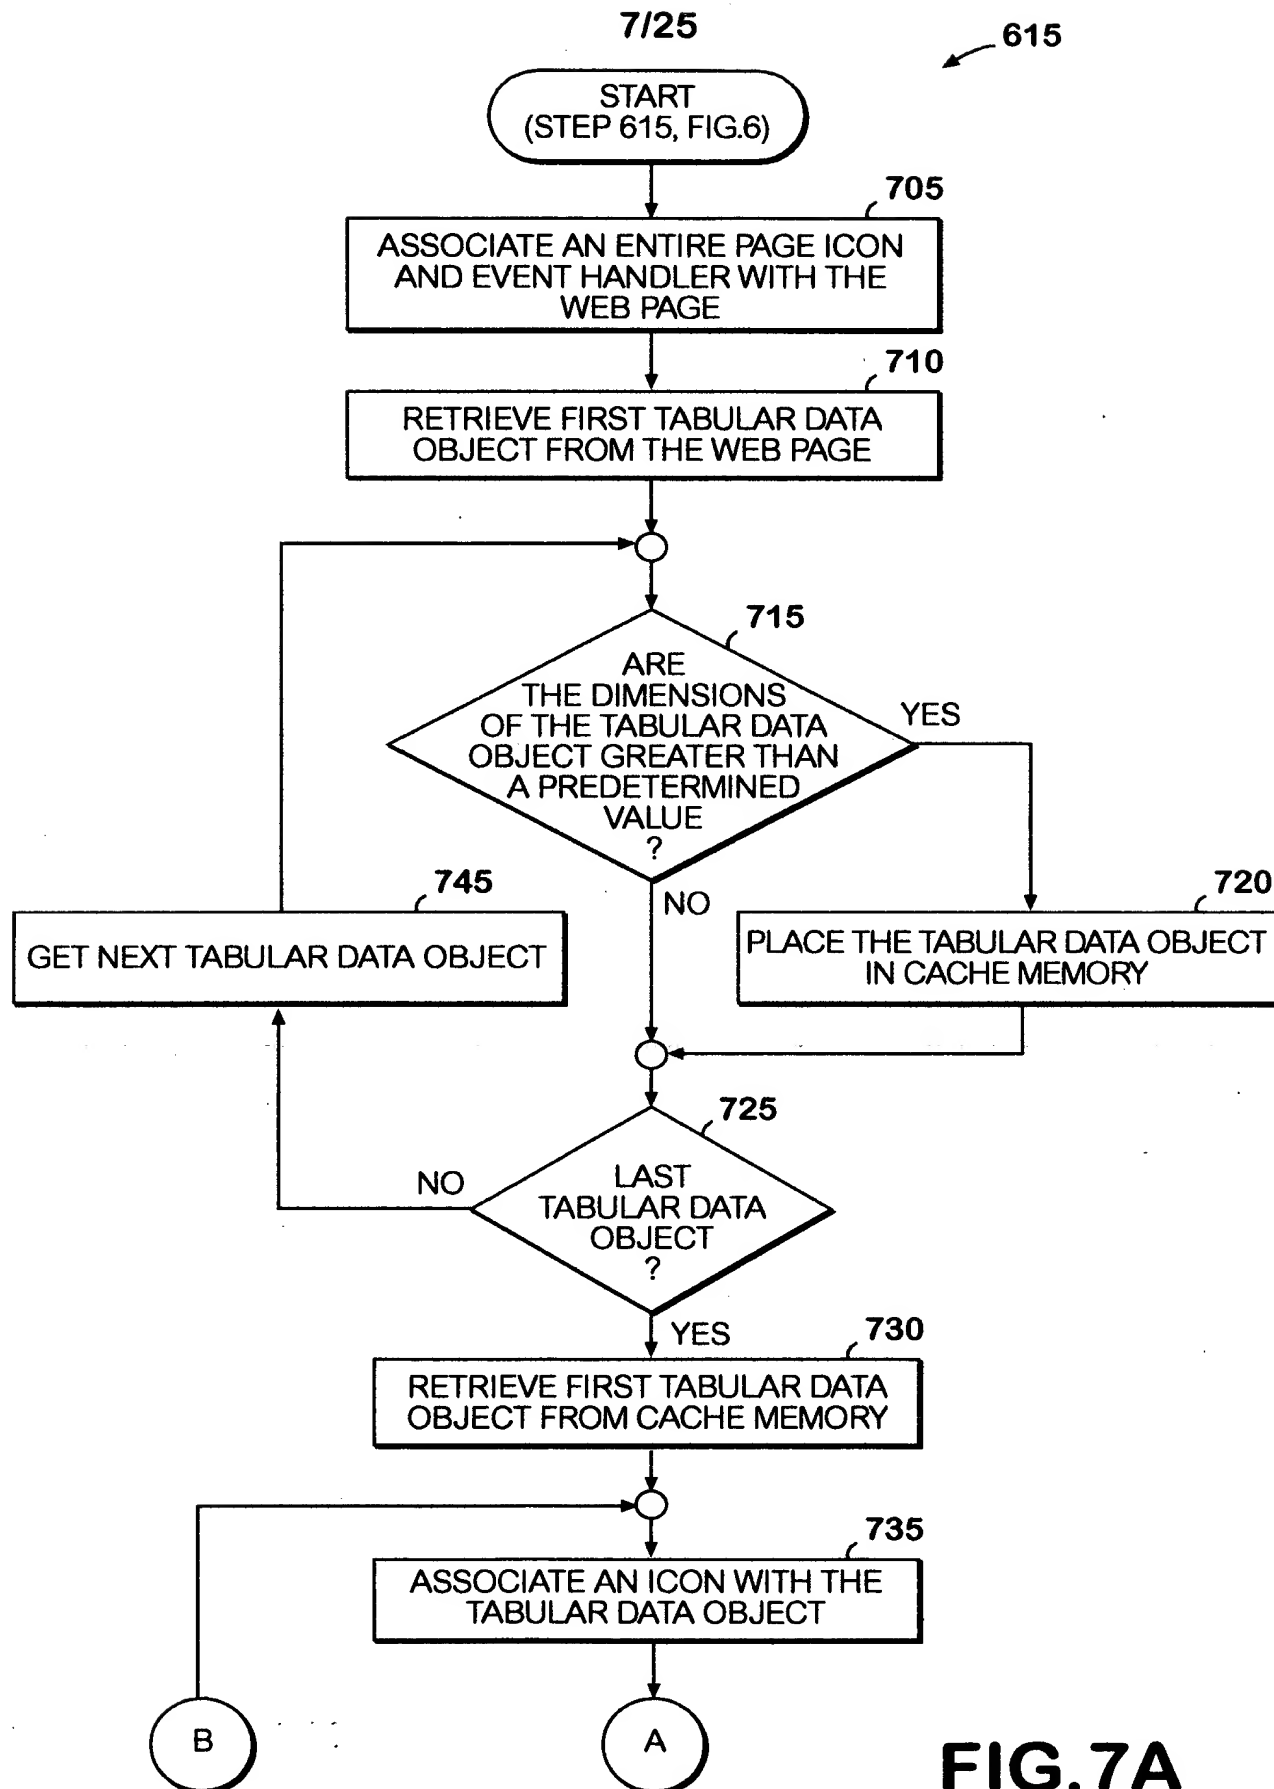 7/25
615
START
(STEP 615, FIG.6)
705
ASSOCIATE AN ENTIRE PAGE ICON
AND EVENT HANDLER WITH THE
WEB PAGE
710
RETRIEVE FIRST TABULAR DATA
OBJECT FROM THE WEB PAGE
715
ARE
THE DIMENSIONS
OF THE TABULAR DATA
OBJECT GREATER THAN
A PREDETERMINED
VALUE
?
YES
NO
745
GET NEXT TABULAR DATA OBJECT
720
PLACE THE TABULAR DATA OBJECT
IN CACHE MEMORY
725
LAST
TABULAR DATA
OBJECT
?
NO
YES
730
RETRIEVE FIRST TABULAR DATA
OBJECT FROM CACHE MEMORY
735
ASSOCIATE AN ICON WITH THE
TABULAR DATA OBJECT
B
A
FIG.7A